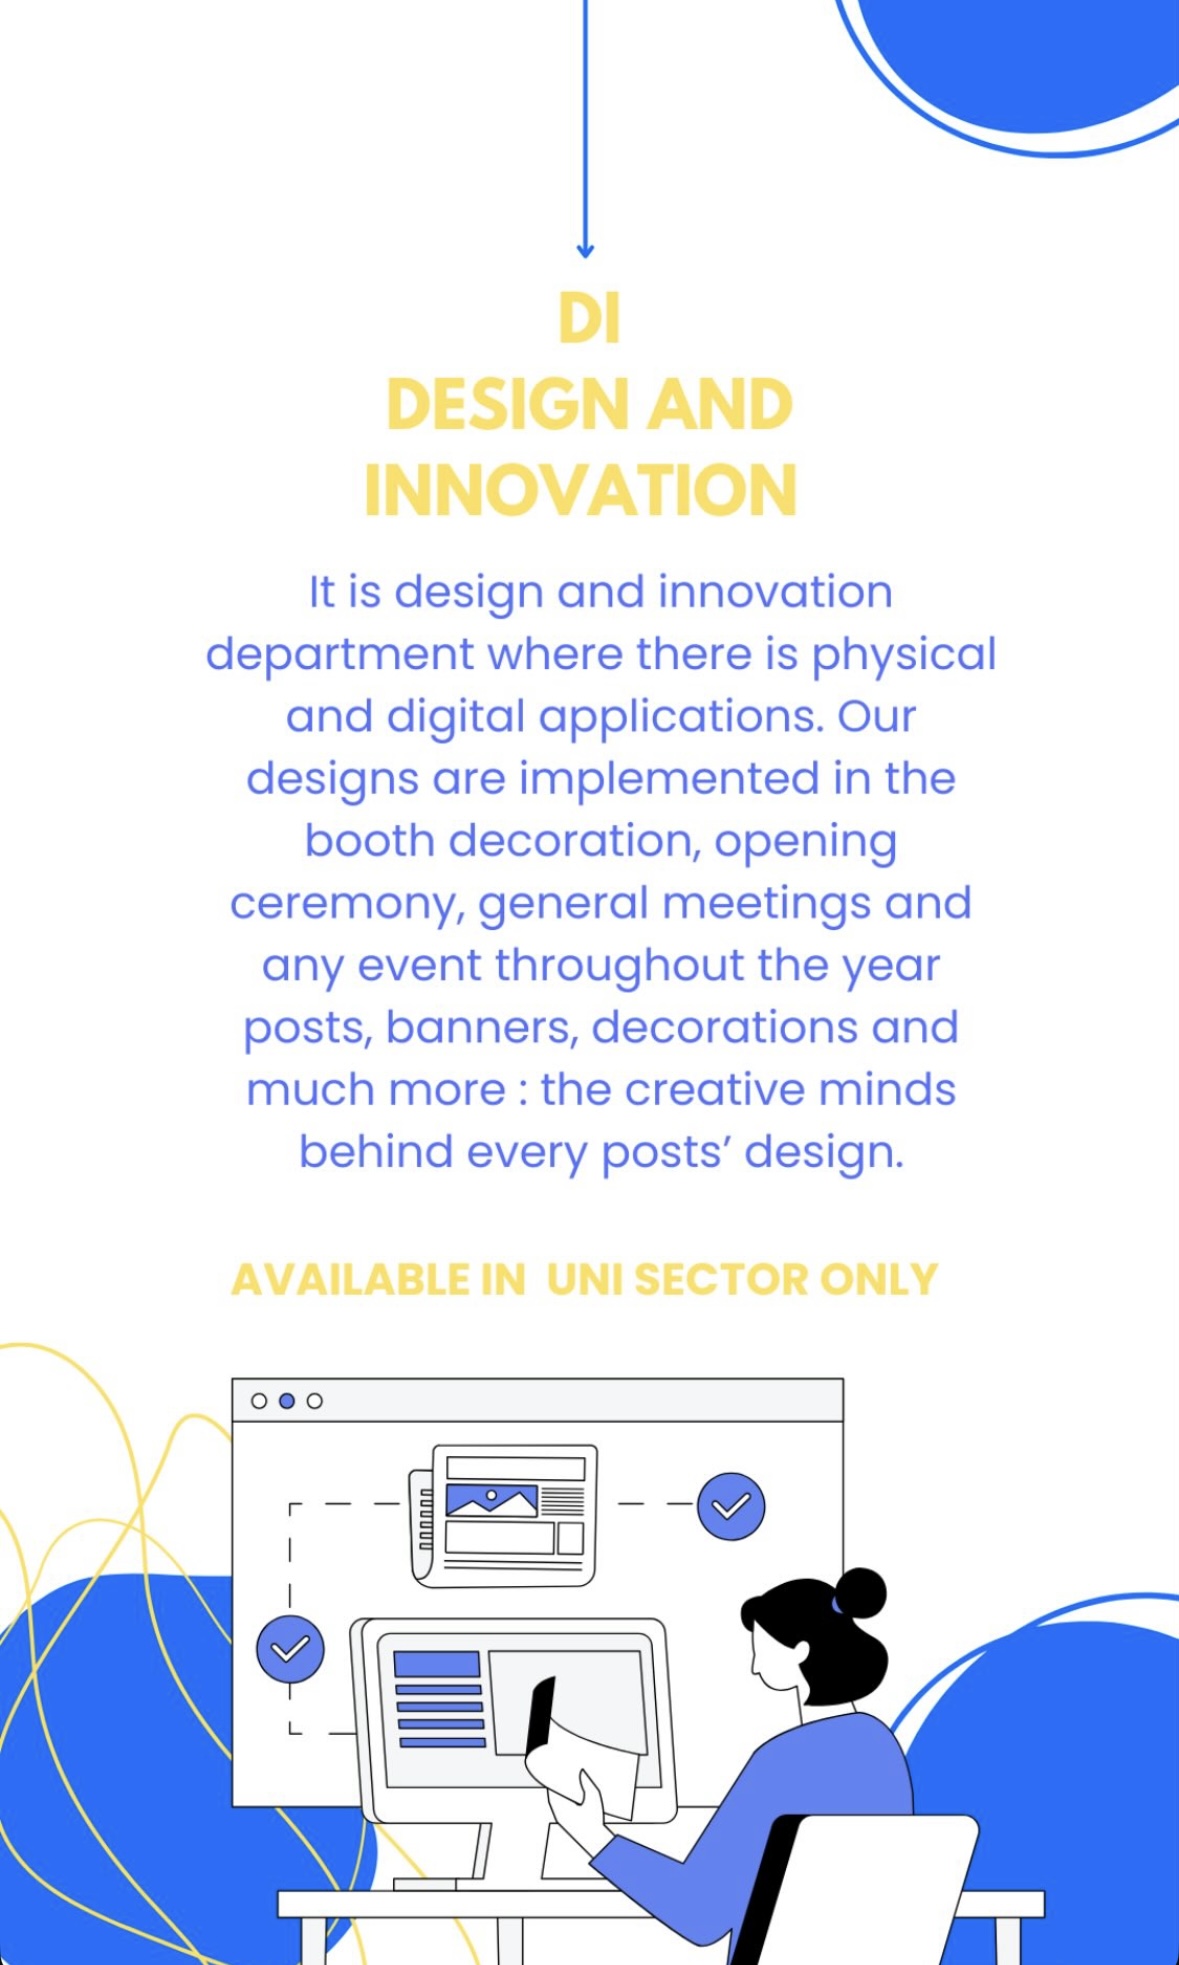 DI
DESIGN AND
INNOVATION
It is design and innovation
department where there is physical
and digital applications. Our
designs are implemented in the
booth decoration, opening
ceremony, general meetings and
any event throughout the year
posts, banners, decorations and
much more : the creative minds
behind every posts’ design.
AVAILABLE IN  UNI SECTOR ONLY